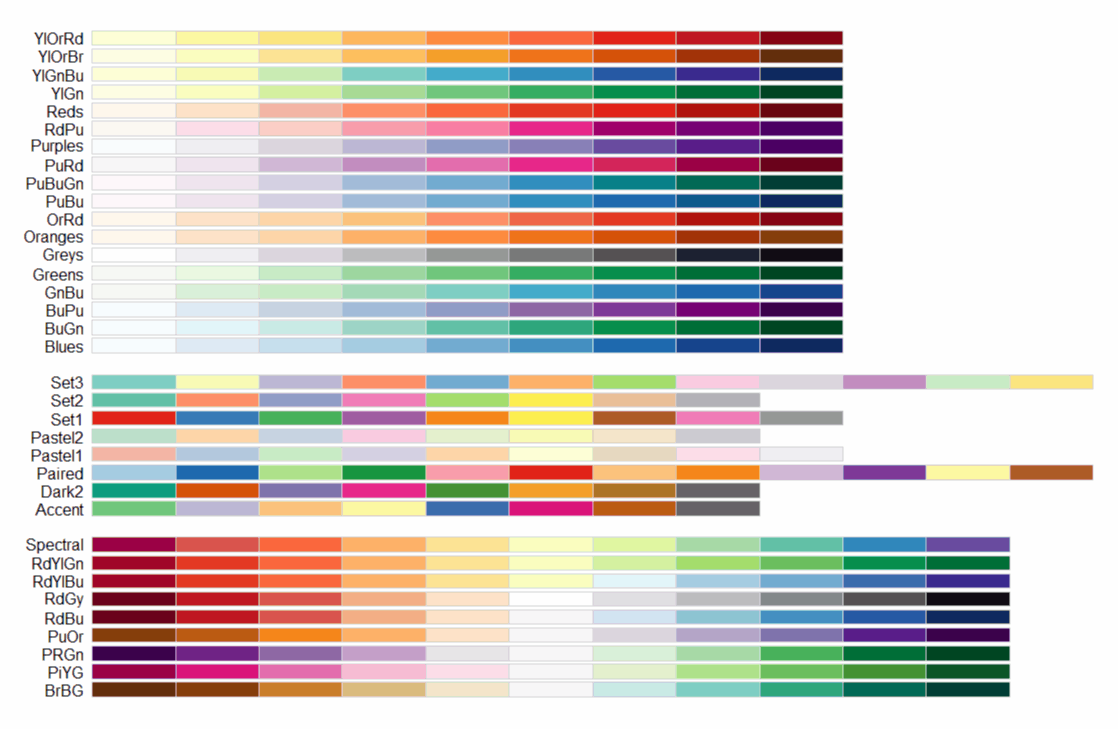 YlOrRd
YlOrBr
YlGnBu
YlGn
Reds
RdPu
Purples
PuRd
PuBuGn
PuBu
OrRd
Oranges
Greys
Greens
GnBu
BuPu
BuGn
Blues
Set3
Set2
Set1
Pastel2
Pastel1
Paired
Dark2
Accent
Spectral
RdYlGn
RdYlBu
RdGy
RdBu
PuOr
PRGn
PiYG
BrBG